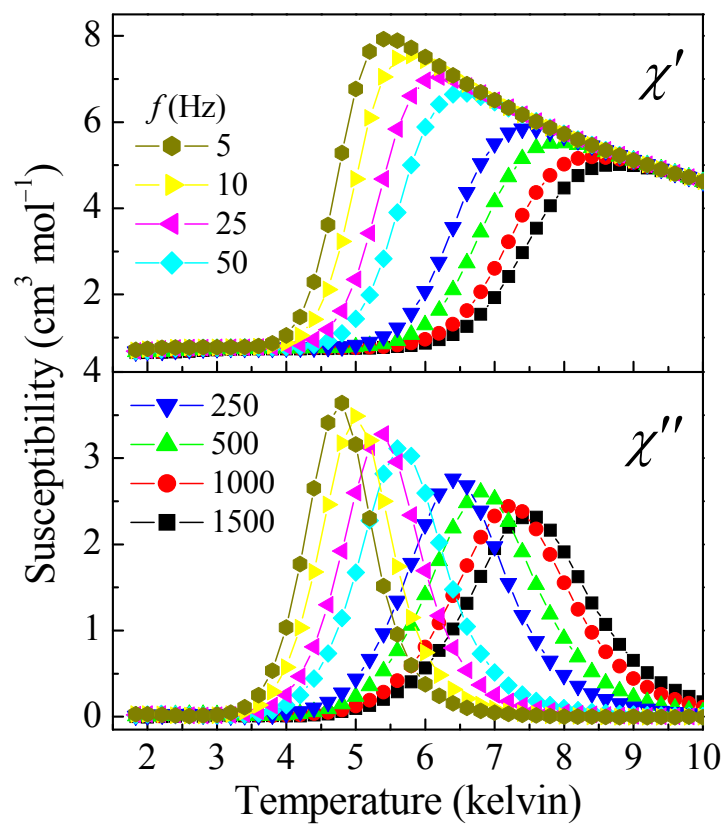 Susceptibility (cm³ mol⁻¹)
8
6
4
2
χ′
f (Hz)
5
10
25
50
4
3
2
1
0
χ″
250
500
1000
1500
2 3 4 5 6 7 8 9 10
Temperature (kelvin)